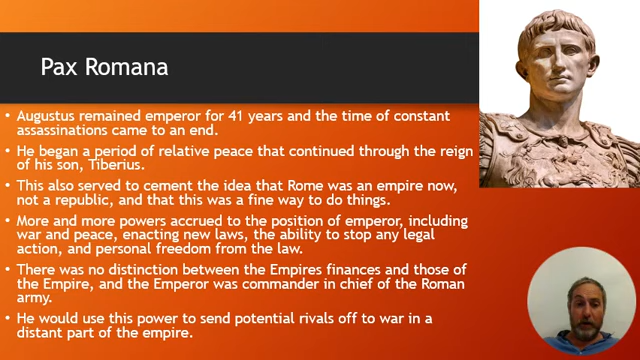 Pax Romana
• Augustus remained emperor for 41 years and the time of constant
assassinations came to an end.
• He began a period of relative peace that continued through the reign
of his son, Tiberius.
• This also served to cement the idea that Rome was an empire now,
not a republic, and that this was a fine way to do things.
• More and more powers accrued to the position of emperor, including
war and peace, enacting new laws, the ability to stop any legal
action, and personal freedom from the law.
• There was no distinction between the Empires finances and those of
the Empire, and the Emperor was commander in chief of the Roman
army.
• He would use this power to send potential rivals off to war in a
distant part of the empire.